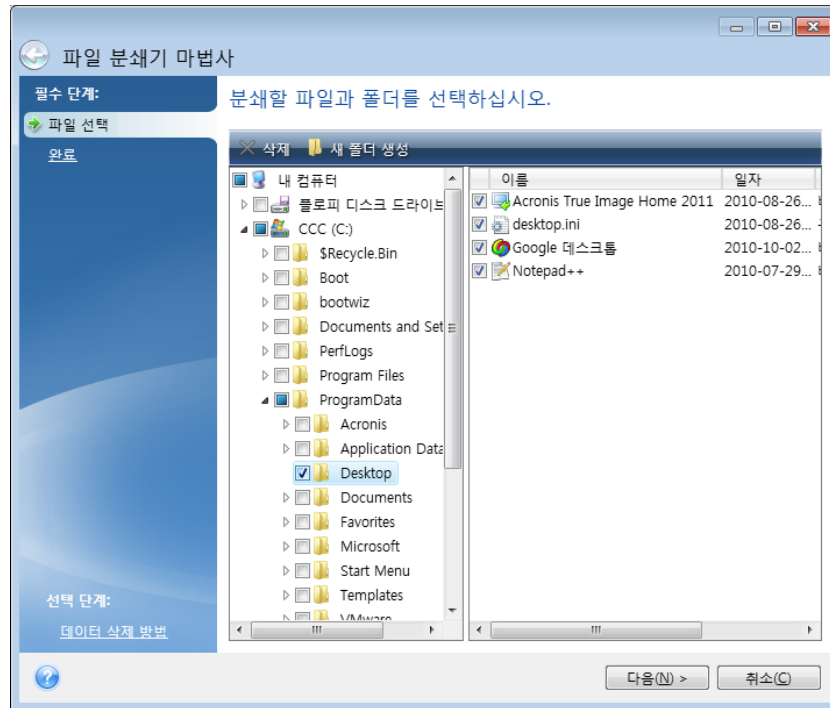 파일 분쇄기 마법사
필수 단계:
파일 선택
완료
선택 단계:
데이터 삭제 방법
분쇄할 파일과 폴더를 선택하십시오.
삭제 새 폴더 생성
내 컴퓨터
플로피 디스크 드라이브
CCC (C:)
$Recycle.Bin
Boot
bootwiz
Documents and Set
PerfLogs
Program Files
ProgramData
Acronis
Application Data
Desktop
Documents
Favorites
Microsoft
Start Menu
Templates
VMware
이름 일자
Acronis True Image Home 2011 2010-08-26...
desktop.ini 2010-08-26...
Google 데스크톱 2010-10-02...
Notepad++ 2010-07-29...
다음(N) > 취소(C)